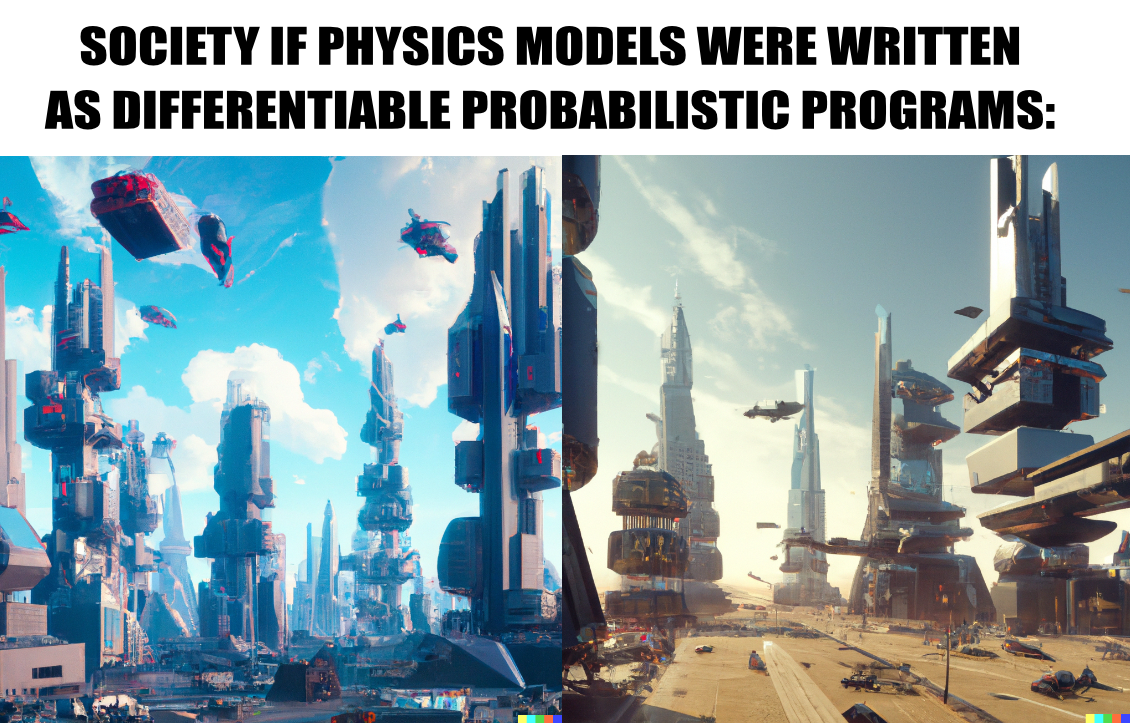 SOCIETY IF PHYSICS MODELS WERE WRITTEN
AS DIFFERENTIABLE PROBABILISTIC PROGRAMS: